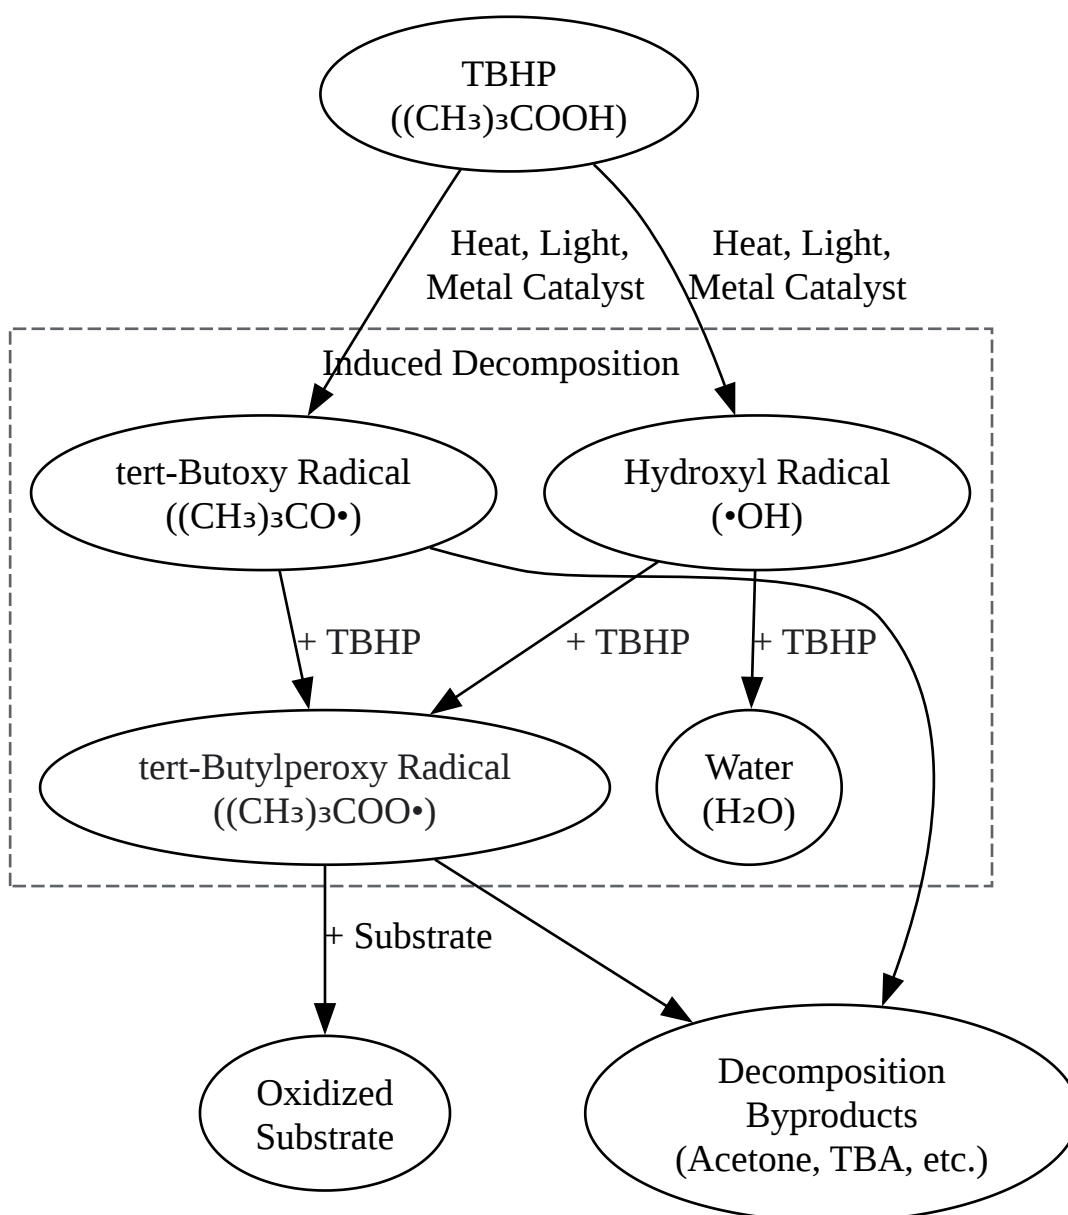 TBHP
((CH₃)₃COOH)
Heat, Light,
Metal Catalyst
Heat, Light,
Metal Catalyst
Induced Decomposition
tert-Butoxy Radical
((CH₃)₃CO•)
Hydroxyl Radical
(•OH)
+ TBHP
+ TBHP
+ TBHP
tert-Butylperoxy Radical
((CH₃)₃COO•)
Water
(H₂O)
+ Substrate
Oxidized
Substrate
Decomposition
Byproducts
(Acetone, TBA, etc.)